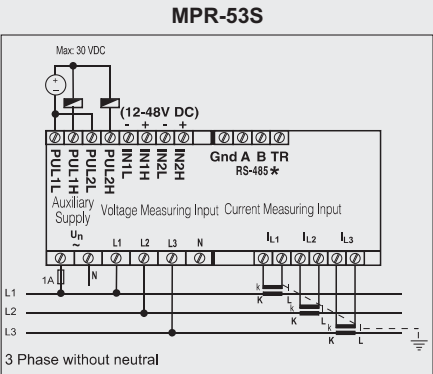 MPR-53S
Max: 30 VDC
+
-
(12-48V DC)
- + - +
PUL1L PUL1H PUL2L PUL2H IN1L IN1H IN2L IN2H
Gnd A B TR
RS-485 *
Auxiliary Supply
Voltage Measuring Input
Current Measuring Input
Un ~
L1 L2 L3 N
IL1 IL2 IL3
1A
N
L1
k
K L
L2
k
K L
L3
k
K L
3 Phase without neutral